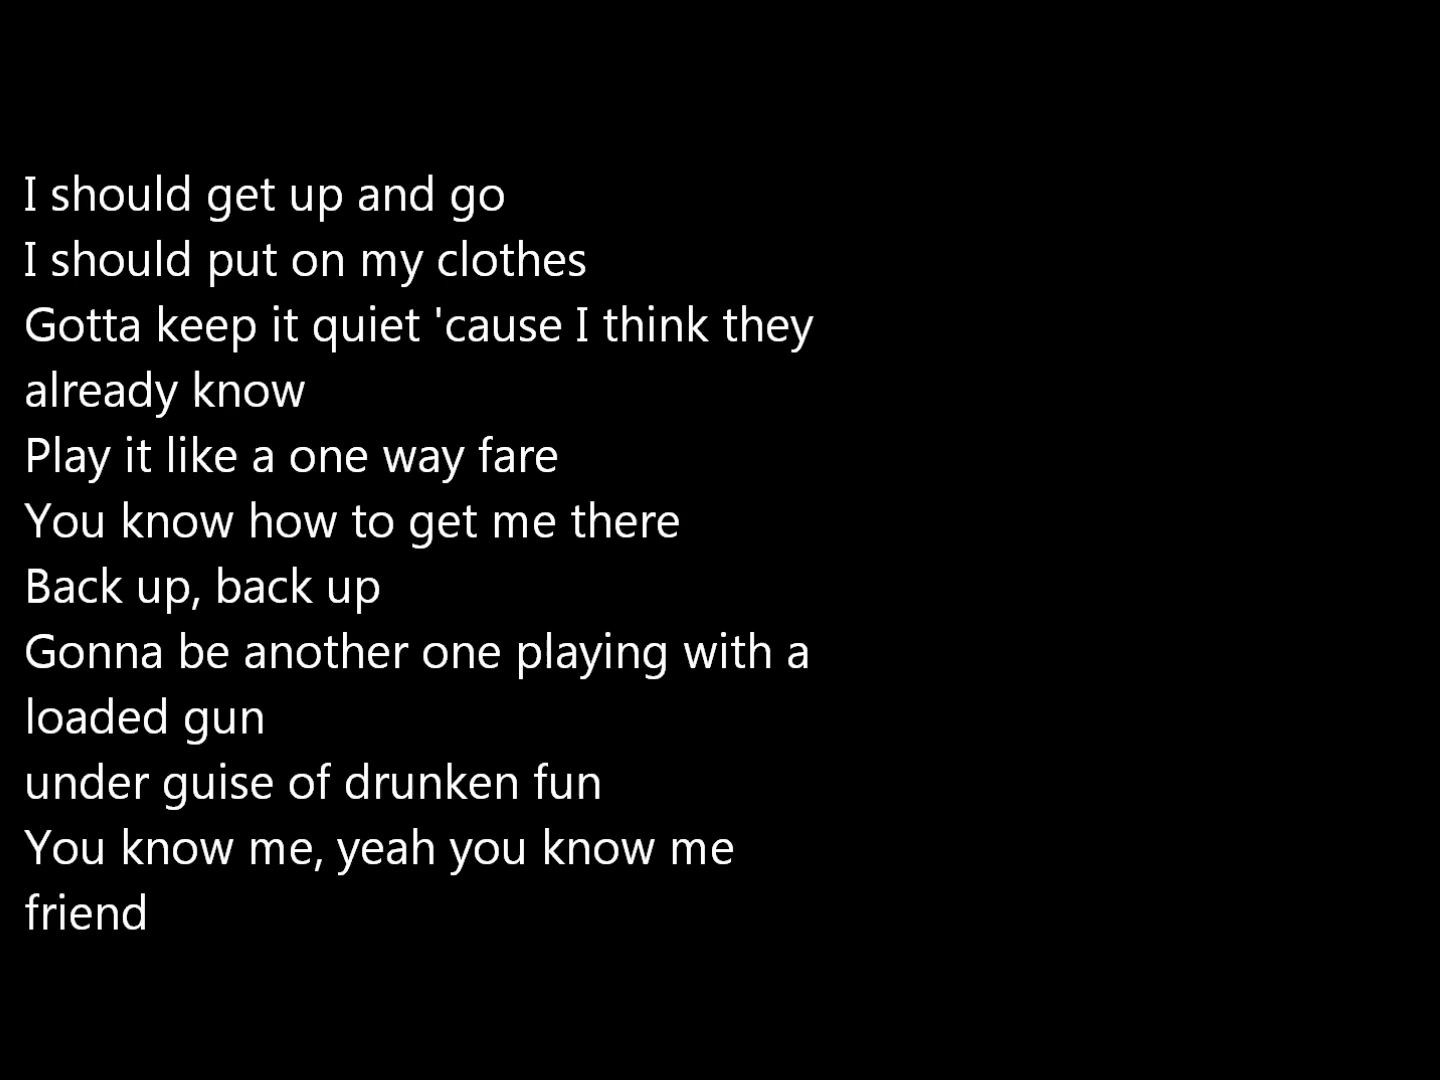 I should get up and go
I should put on my clothes
Gotta keep it quiet 'cause I think they
already know
Play it like a one way fare
You know how to get me there
Back up, back up
Gonna be another one playing with a
loaded gun
under guise of drunken fun
You know me, yeah you know me
friend